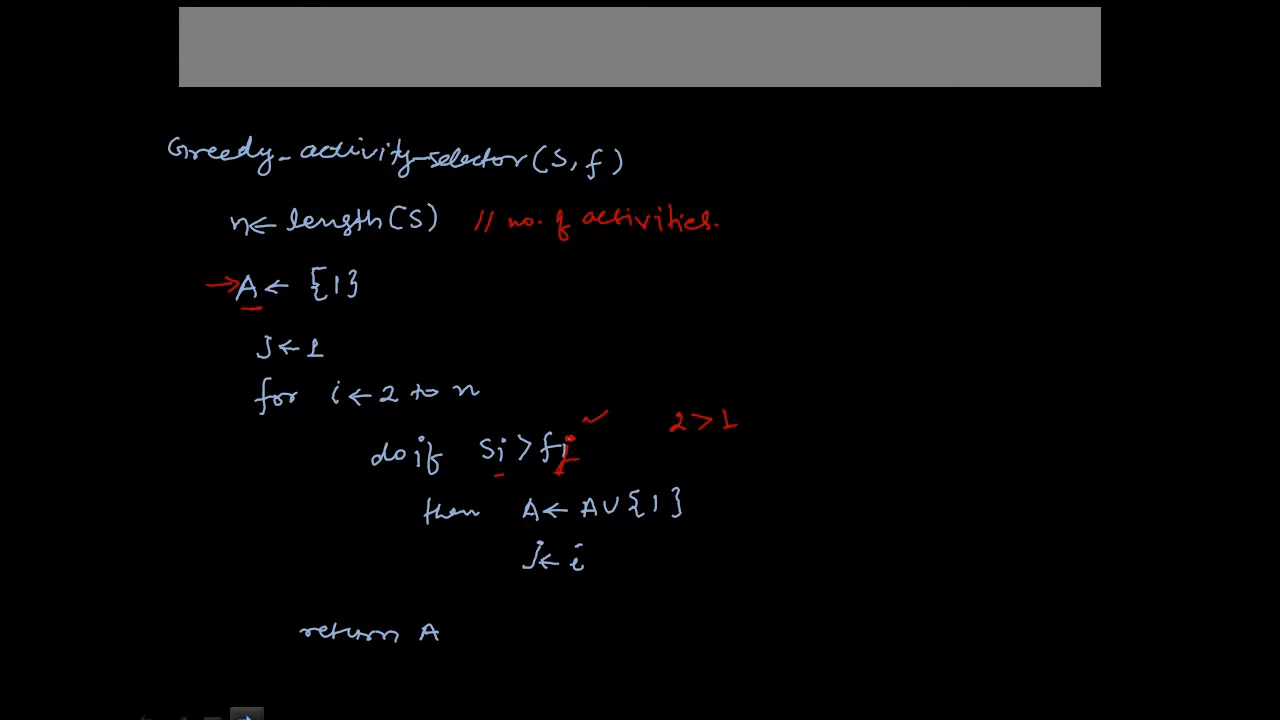 Greedy_activity_selector(S, f)
n← length(S) // no. of activities.
→A← {1}
J←1
for i←2 to n
do if Si > fj 2>1
then A← A∪{1}
j← i
return A